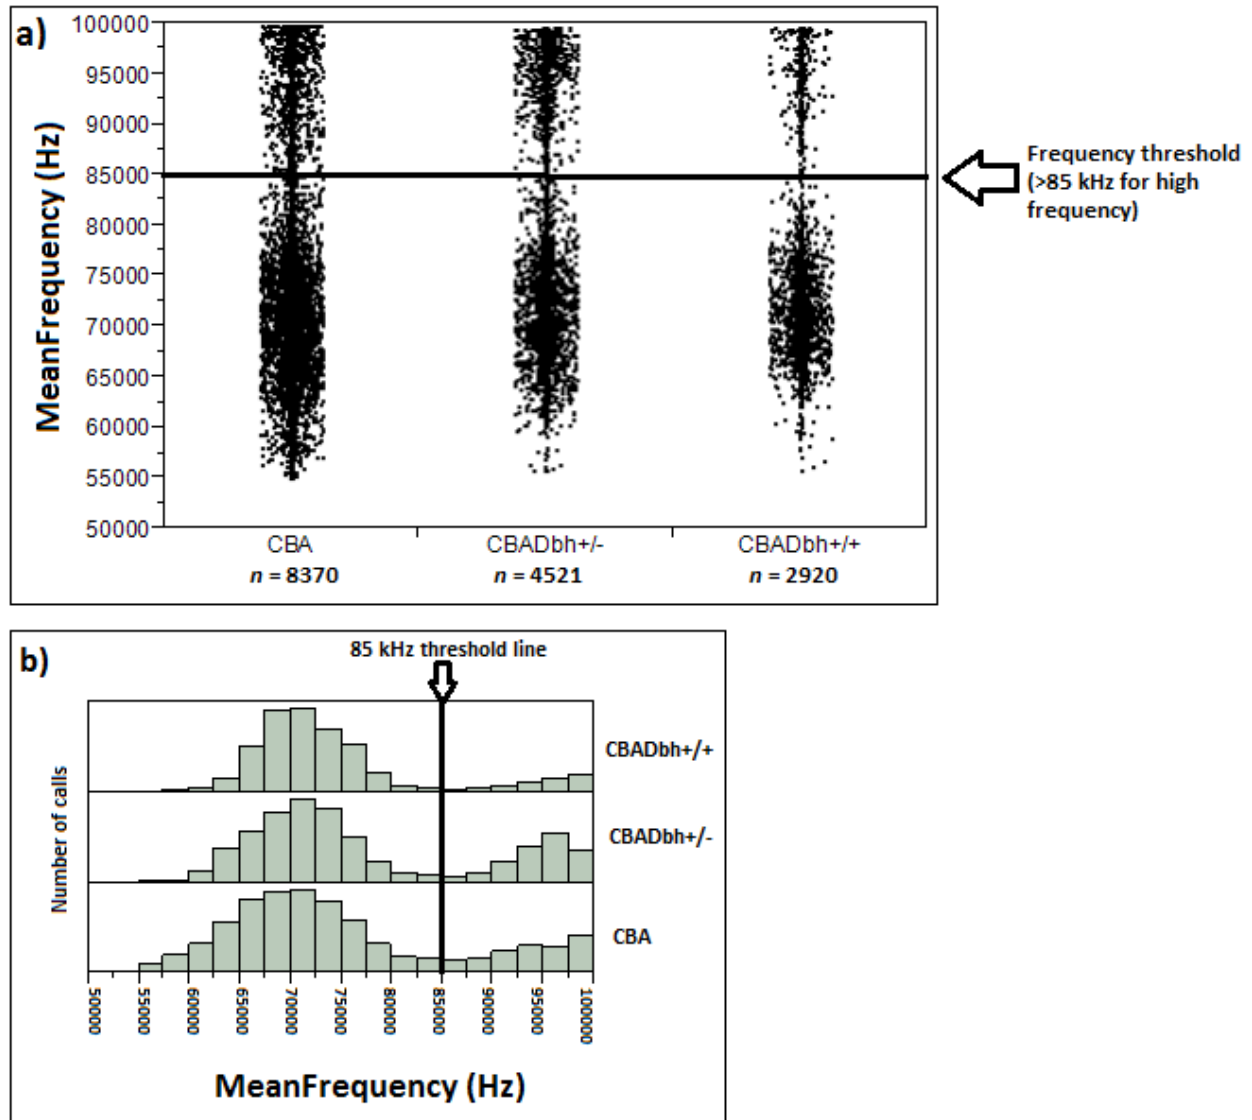 a)
MeanFrequency (Hz)
100000
95000
90000
85000
80000
75000
70000
65000
60000
55000
50000
CBA
CBADbh+/-
CBADbh+/+
n = 8370
n = 4521
n = 2920
Frequency threshold
(>85 kHz for high
frequency)
b)
85 kHz threshold line
Number of calls
CBADbh+/+
CBADbh+/-
CBA
50000
55000
60000
65000
70000
75000
80000
85000
90000
95000
100000
MeanFrequency (Hz)